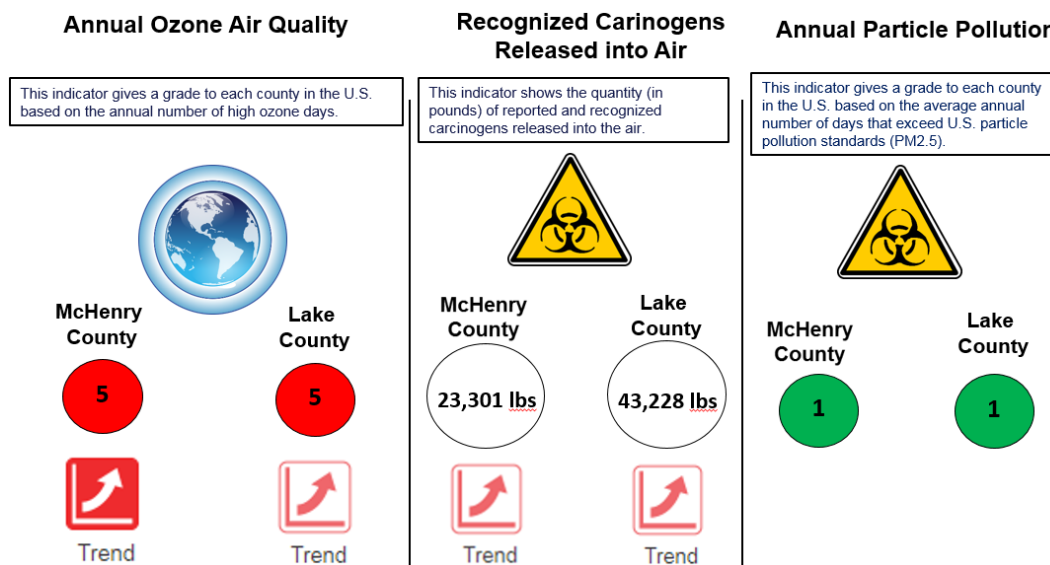 Annual Ozone Air Quality
This indicator gives a grade to each county in the U.S.
based on the annual number of high ozone days.
McHenry
County
Lake
County
5
5
Trend
Trend
Recognized Carinogens
Released into Air
This indicator shows the quantity (in
pounds) of reported and recognized
carcinogens released into the air.
McHenry
County
Lake
County
23,301 lbs
43,228 lbs
Trend
Trend
Annual Particle Pollution
This indicator gives a grade to each county
in the U.S. based on the average annual
number of days that exceed U.S. particle
pollution standards (PM2.5).
McHenry
County
Lake
County
1
1